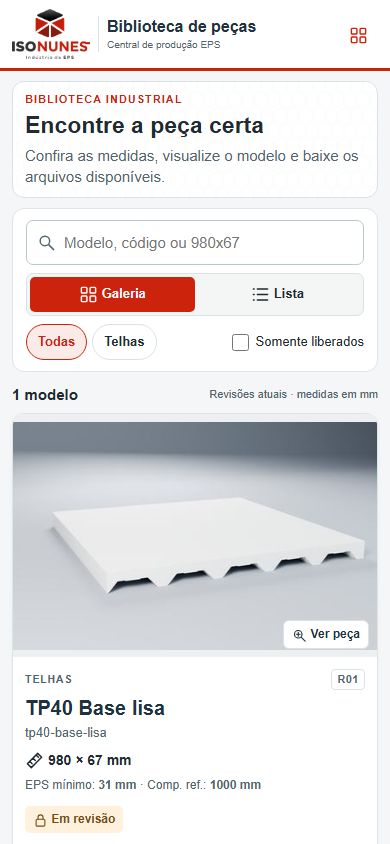 ISONUNES
Indústria de EPS
Biblioteca de peças
Central de produção EPS
BIBLIOTECA INDUSTRIAL
Encontre a peça certa
Confira as medidas, visualize o modelo e baixe os
arquivos disponíveis.
Modelo, código ou 980x67
Galeria
Lista
Todas
Telhas
Somente liberados
1 modelo
Revisões atuais · medidas em mm
Ver peça
TELHAS
R01
TP40 Base lisa
tp40-base-lisa
980 × 67 mm
EPS mínimo: 31 mm · Comp. ref.: 1000 mm
Em revisão